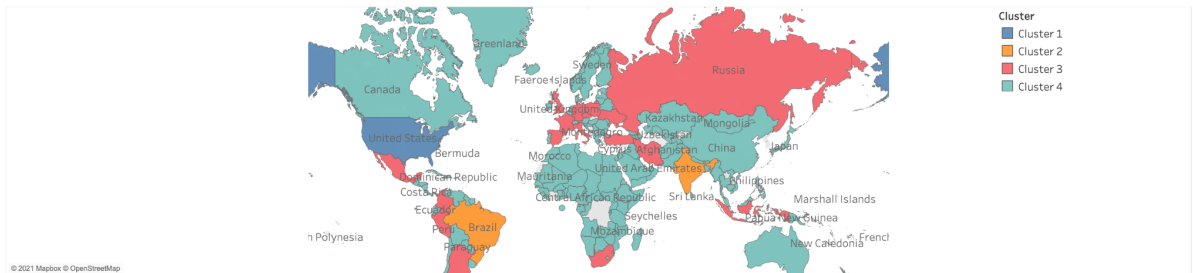 Cluster
Cluster 1
Cluster 2
Cluster 3
Cluster 4
Greenland
Sweden
Russia
Faeroe Islands
Canada
United Kingdom
Kazakhstan
Mongolia
Montenegro
Uzbekistan
United States
Japan
China
Cyprus
Afghanistan
Bermuda
Morocco
United Arab Emirates
Dominican Republic
Mauritania
Philippines
Costa Rica
Central African Republic
Sri Lanka
Marshall Islands
Ecuador
Seychelles
Papua New Guinea
Peru
Brazil
Mozambique
h Polynesia
Paraguay
New Caledonia
French
© 2021 Mapbox © OpenStreetMap